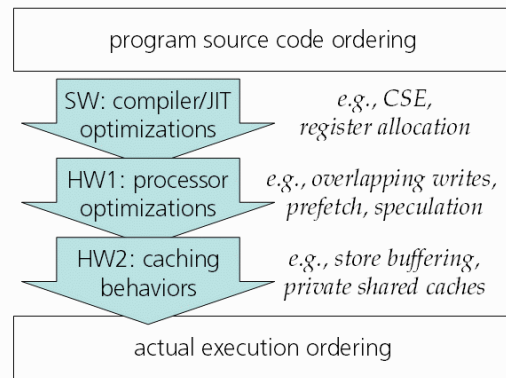 program source code ordering
SW: compiler/JIT
optimizations
e.g., CSE,
register allocation
HW1: processor
optimizations
e.g., overlapping writes,
prefetch, speculation
HW2: caching
behaviors
e.g., store buffering,
private shared caches
actual execution ordering